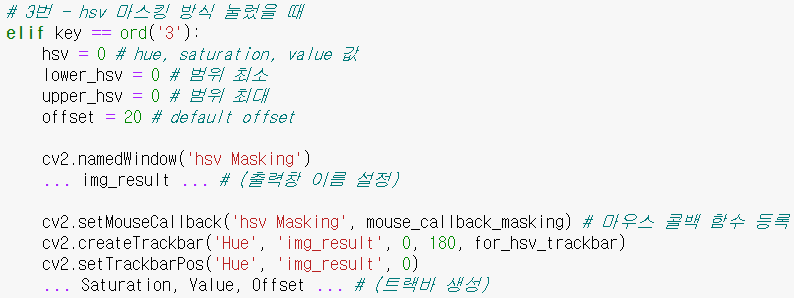 # 3번 - hsv 마스킹 방식 눌렀을 때
elif key == ord('3'):
    hsv = 0 # hue, saturation, value 값
    lower_hsv = 0 # 범위 최소
    upper_hsv = 0 # 범위 최대
    offset = 20 # default offset

    cv2.namedWindow('hsv Masking')
    ... img_result ... # (출력창 이름 설정)

    cv2.setMouseCallback('hsv Masking', mouse_callback_masking) # 마우스 콜백 함수 등록
    cv2.createTrackbar('Hue', 'img_result', 0, 180, for_hsv_trackbar)
    cv2.setTrackbarPos('Hue', 'img_result', 0)
    ... Saturation, Value, Offset ... # (트랙바 생성)